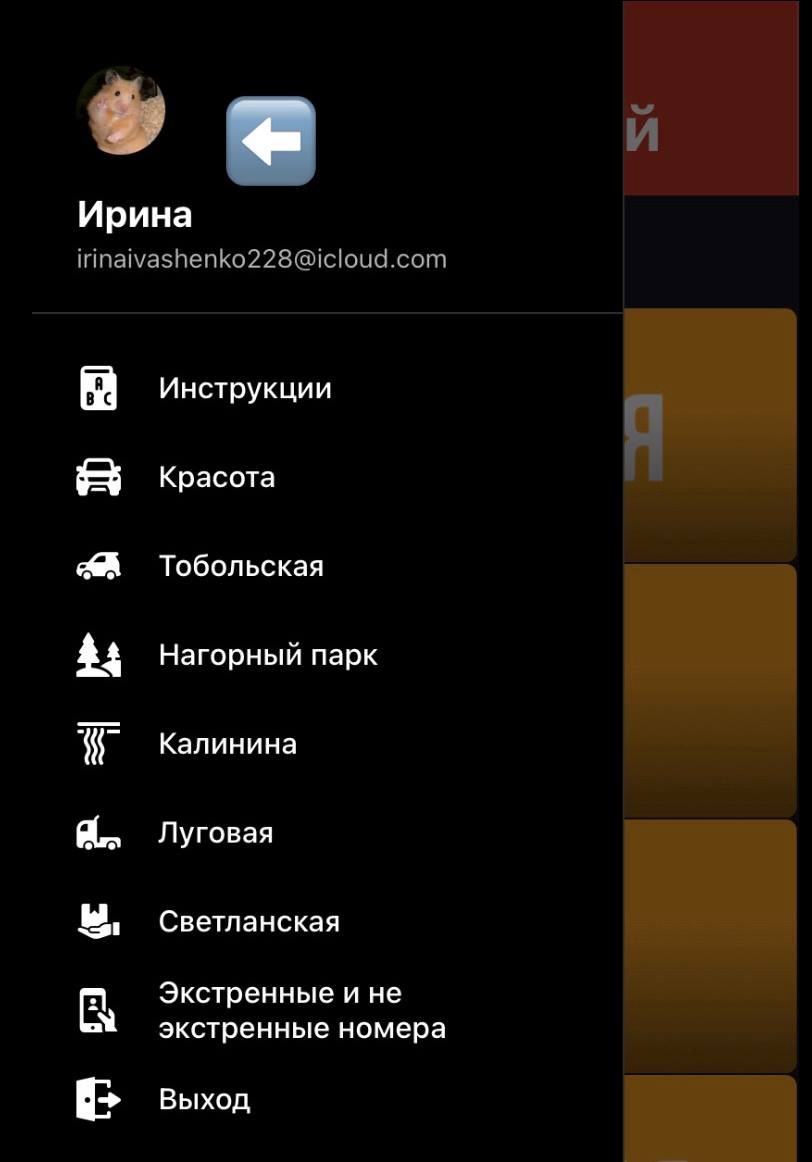 й
Ирина
irinaivashenko228@icloud.com
Инструкции
A
B C
Красота
Я
Тобольская
Нагорный парк
Калинина
Луговая
Светланская
Экстренные и не
экстренные номера
Выход